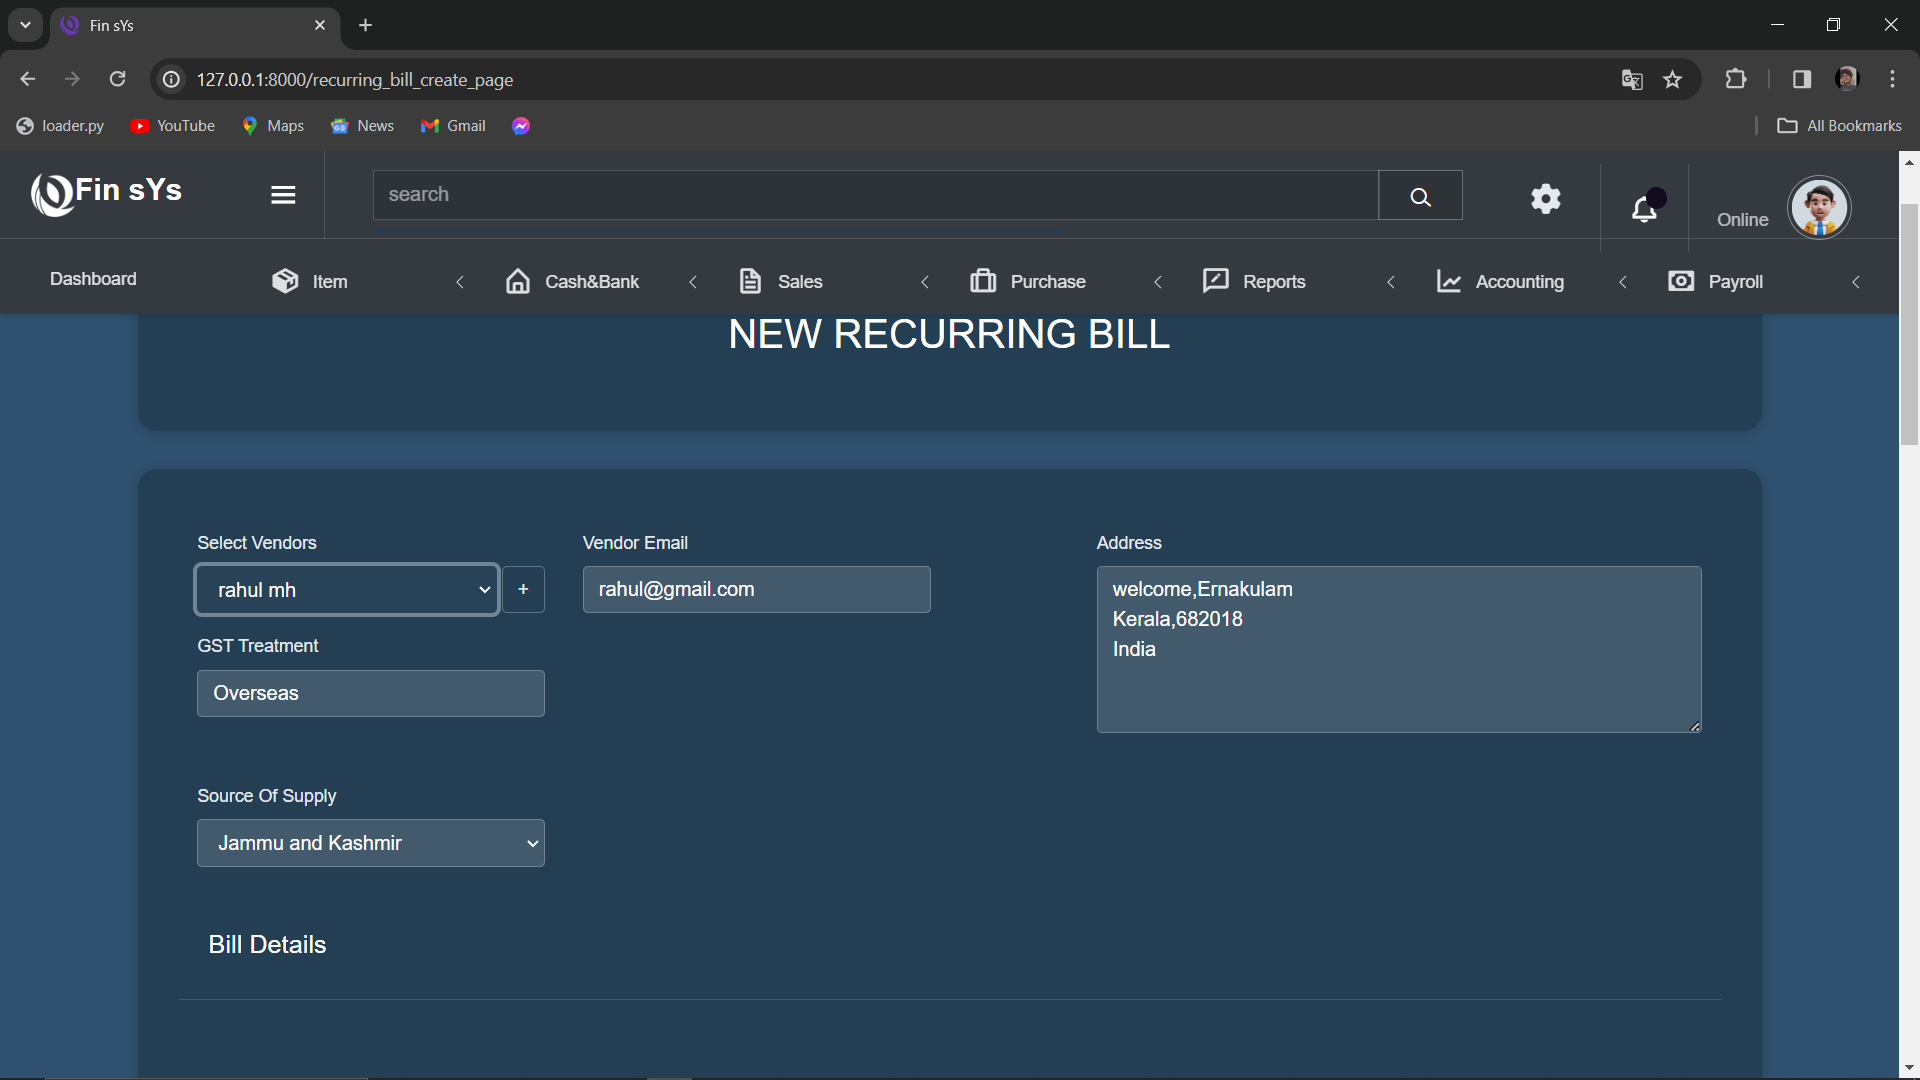 Fin sYs
127.0.0.1:8000/recurring_bill_create_page
loader.py YouTube Maps News Gmail All Bookmarks
Fin sYs search Online
Dashboard Item Cash&Bank Sales Purchase Reports Accounting Payroll
NEW RECURRING BILL
Select Vendors Vendor Email Address
rahul mh + rahul@gmail.com welcome,Ernakulam
Kerala,682018
India
GST Treatment
Overseas
Source Of Supply
Jammu and Kashmir
Bill Details